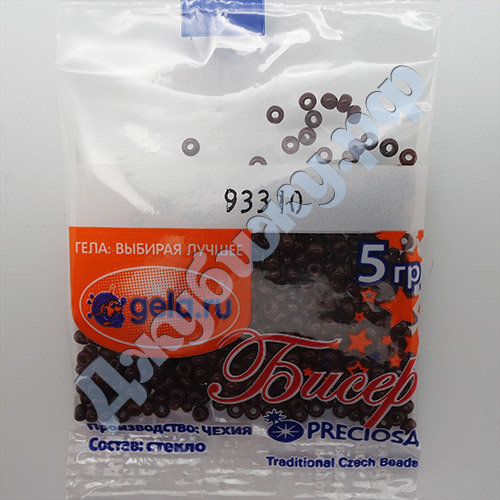 93310
ГЕЛА: ВЫБИРАЯ ЛУЧШЕЕ
gela.ru
5 гр
Бисер
Производство: ЧЕХИЯ
Состав: стекло
PRECIOSA
Traditional Czech Beads